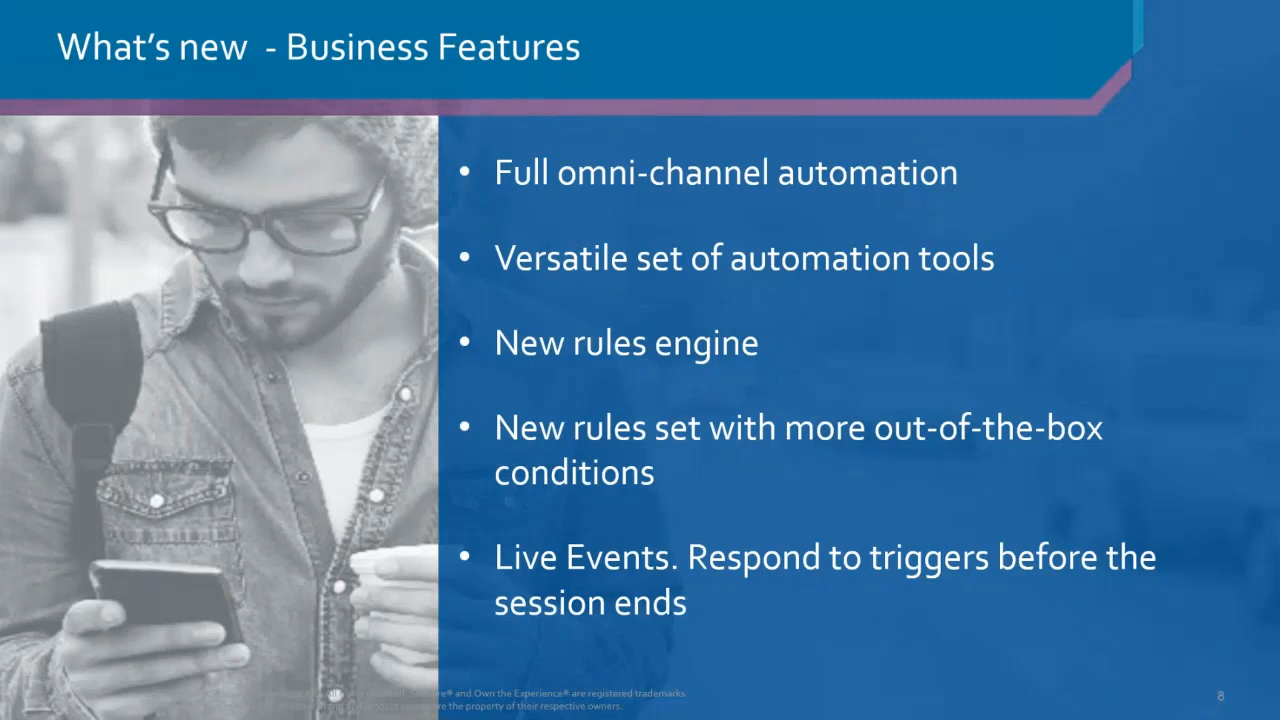 What's new - Business Features
• Full omni-channel automation
• Versatile set of automation tools
• New rules engine
• New rules set with more out-of-the-box
conditions
• Live Events. Respond to triggers before the
session ends
and Own the Experience® are registered trademarks
are the property of their respective owners.
8